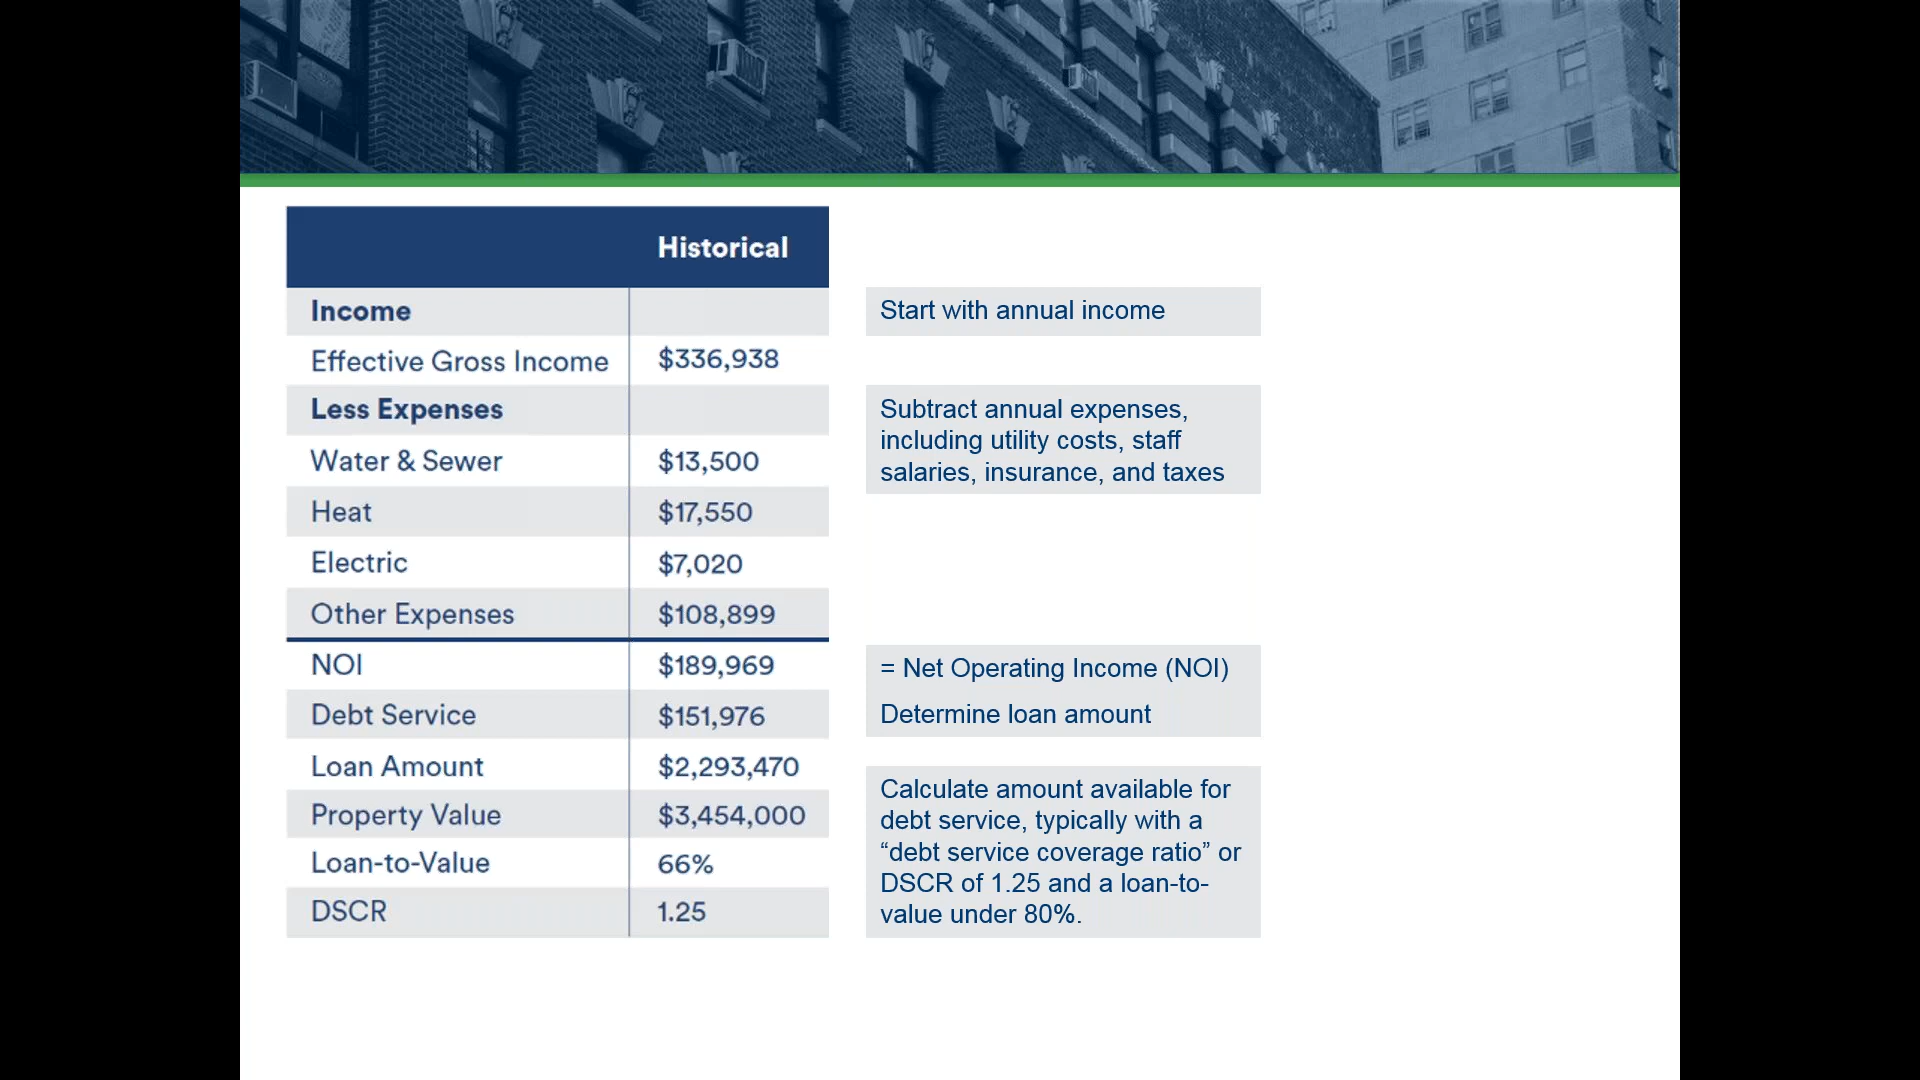 Historical
Income
Start with annual income
Effective Gross Income $336,938
Less Expenses
Subtract annual expenses,
including utility costs, staff
salaries, insurance, and taxes
Water & Sewer $13,500
Heat $17,550
Electric $7,020
Other Expenses $108,899
NOI $189,969
= Net Operating Income (NOI)
Debt Service $151,976
Determine loan amount
Loan Amount $2,293,470
Property Value $3,454,000
Loan-to-Value 66%
DSCR 1.25
Calculate amount available for
debt service, typically with a
“debt service coverage ratio” or
DSCR of 1.25 and a loan-to-
value under 80%.